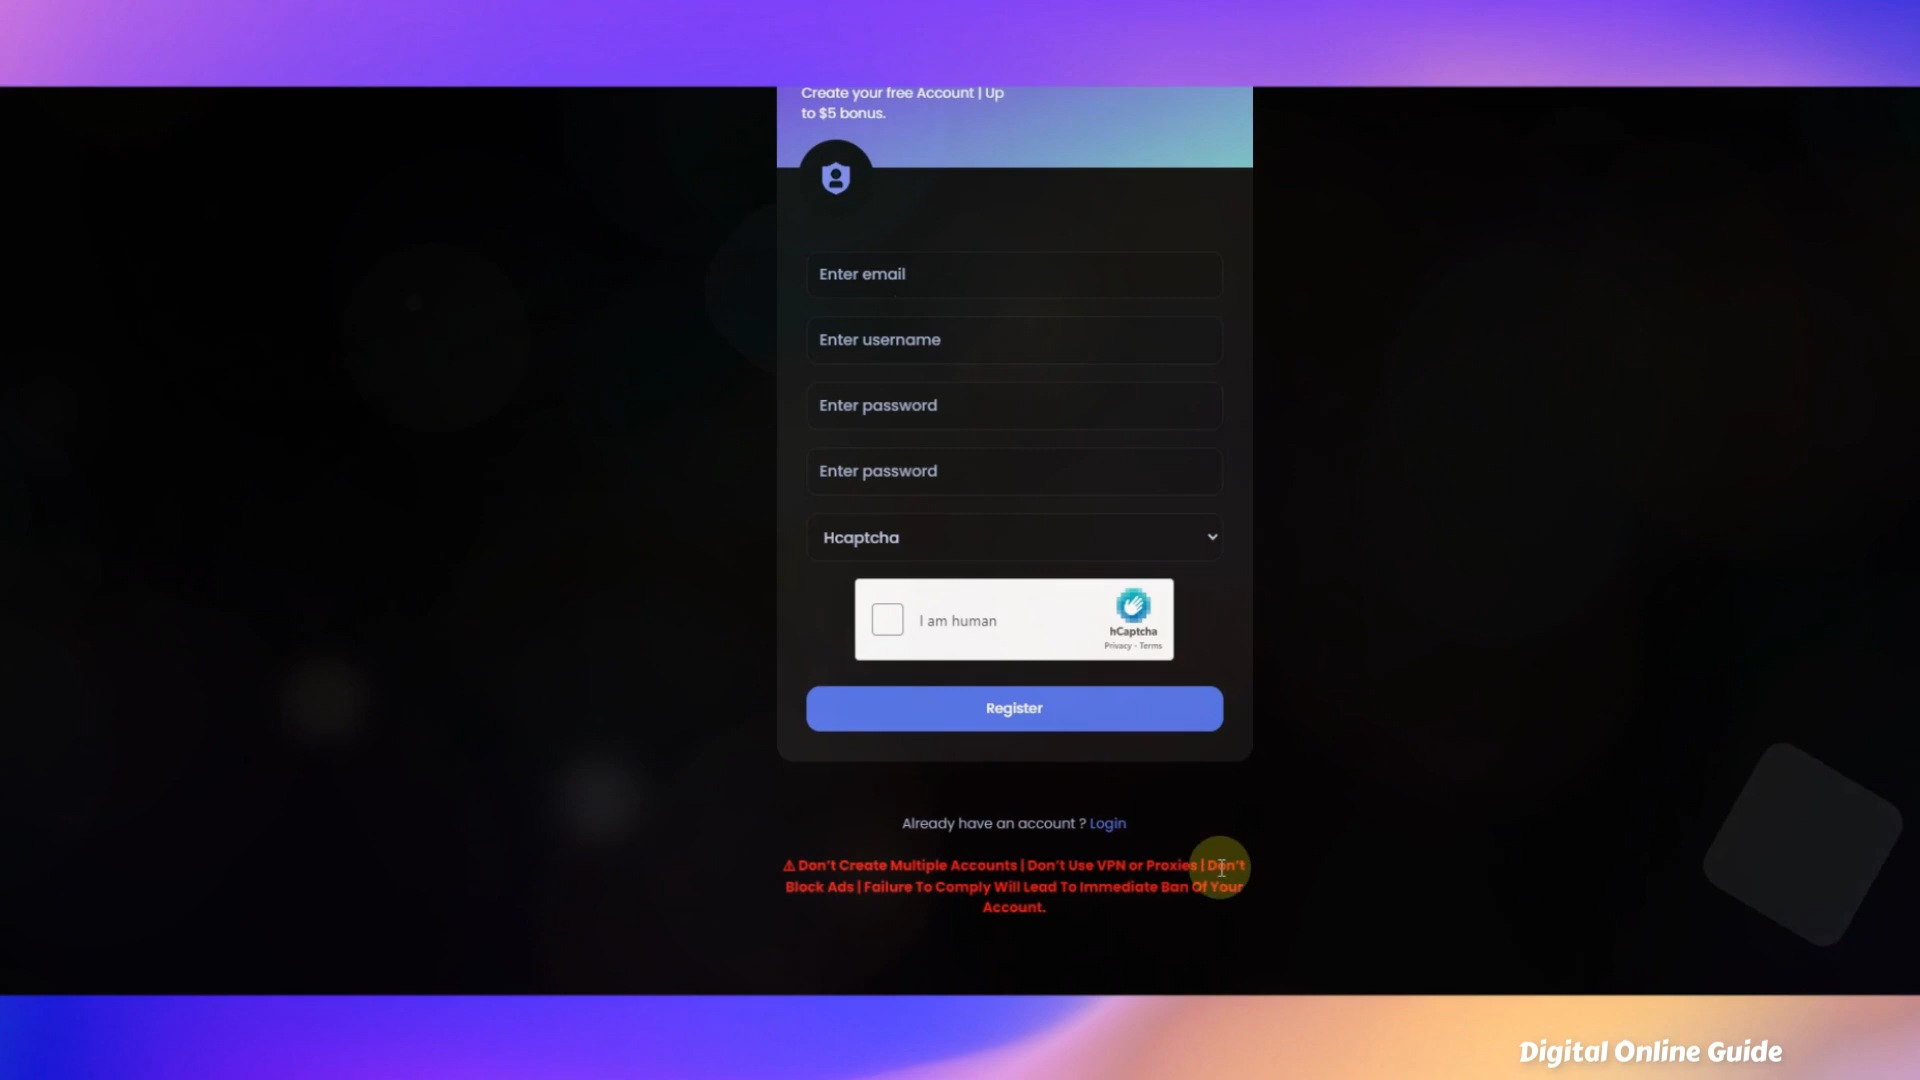 Create your free Account | Up
to $5 bonus.
Enter email
Enter username
Enter password
Enter password
Hcaptcha
I am human
hCaptcha
Privacy - Terms
Register
Already have an account ? Login
⚠ Don't Create Multiple Accounts | Don't Use VPN or Proxies | Don't
Block Ads | Failure To Comply Will Lead To Immediate Ban Of Your
Account.
Digital Online Guide